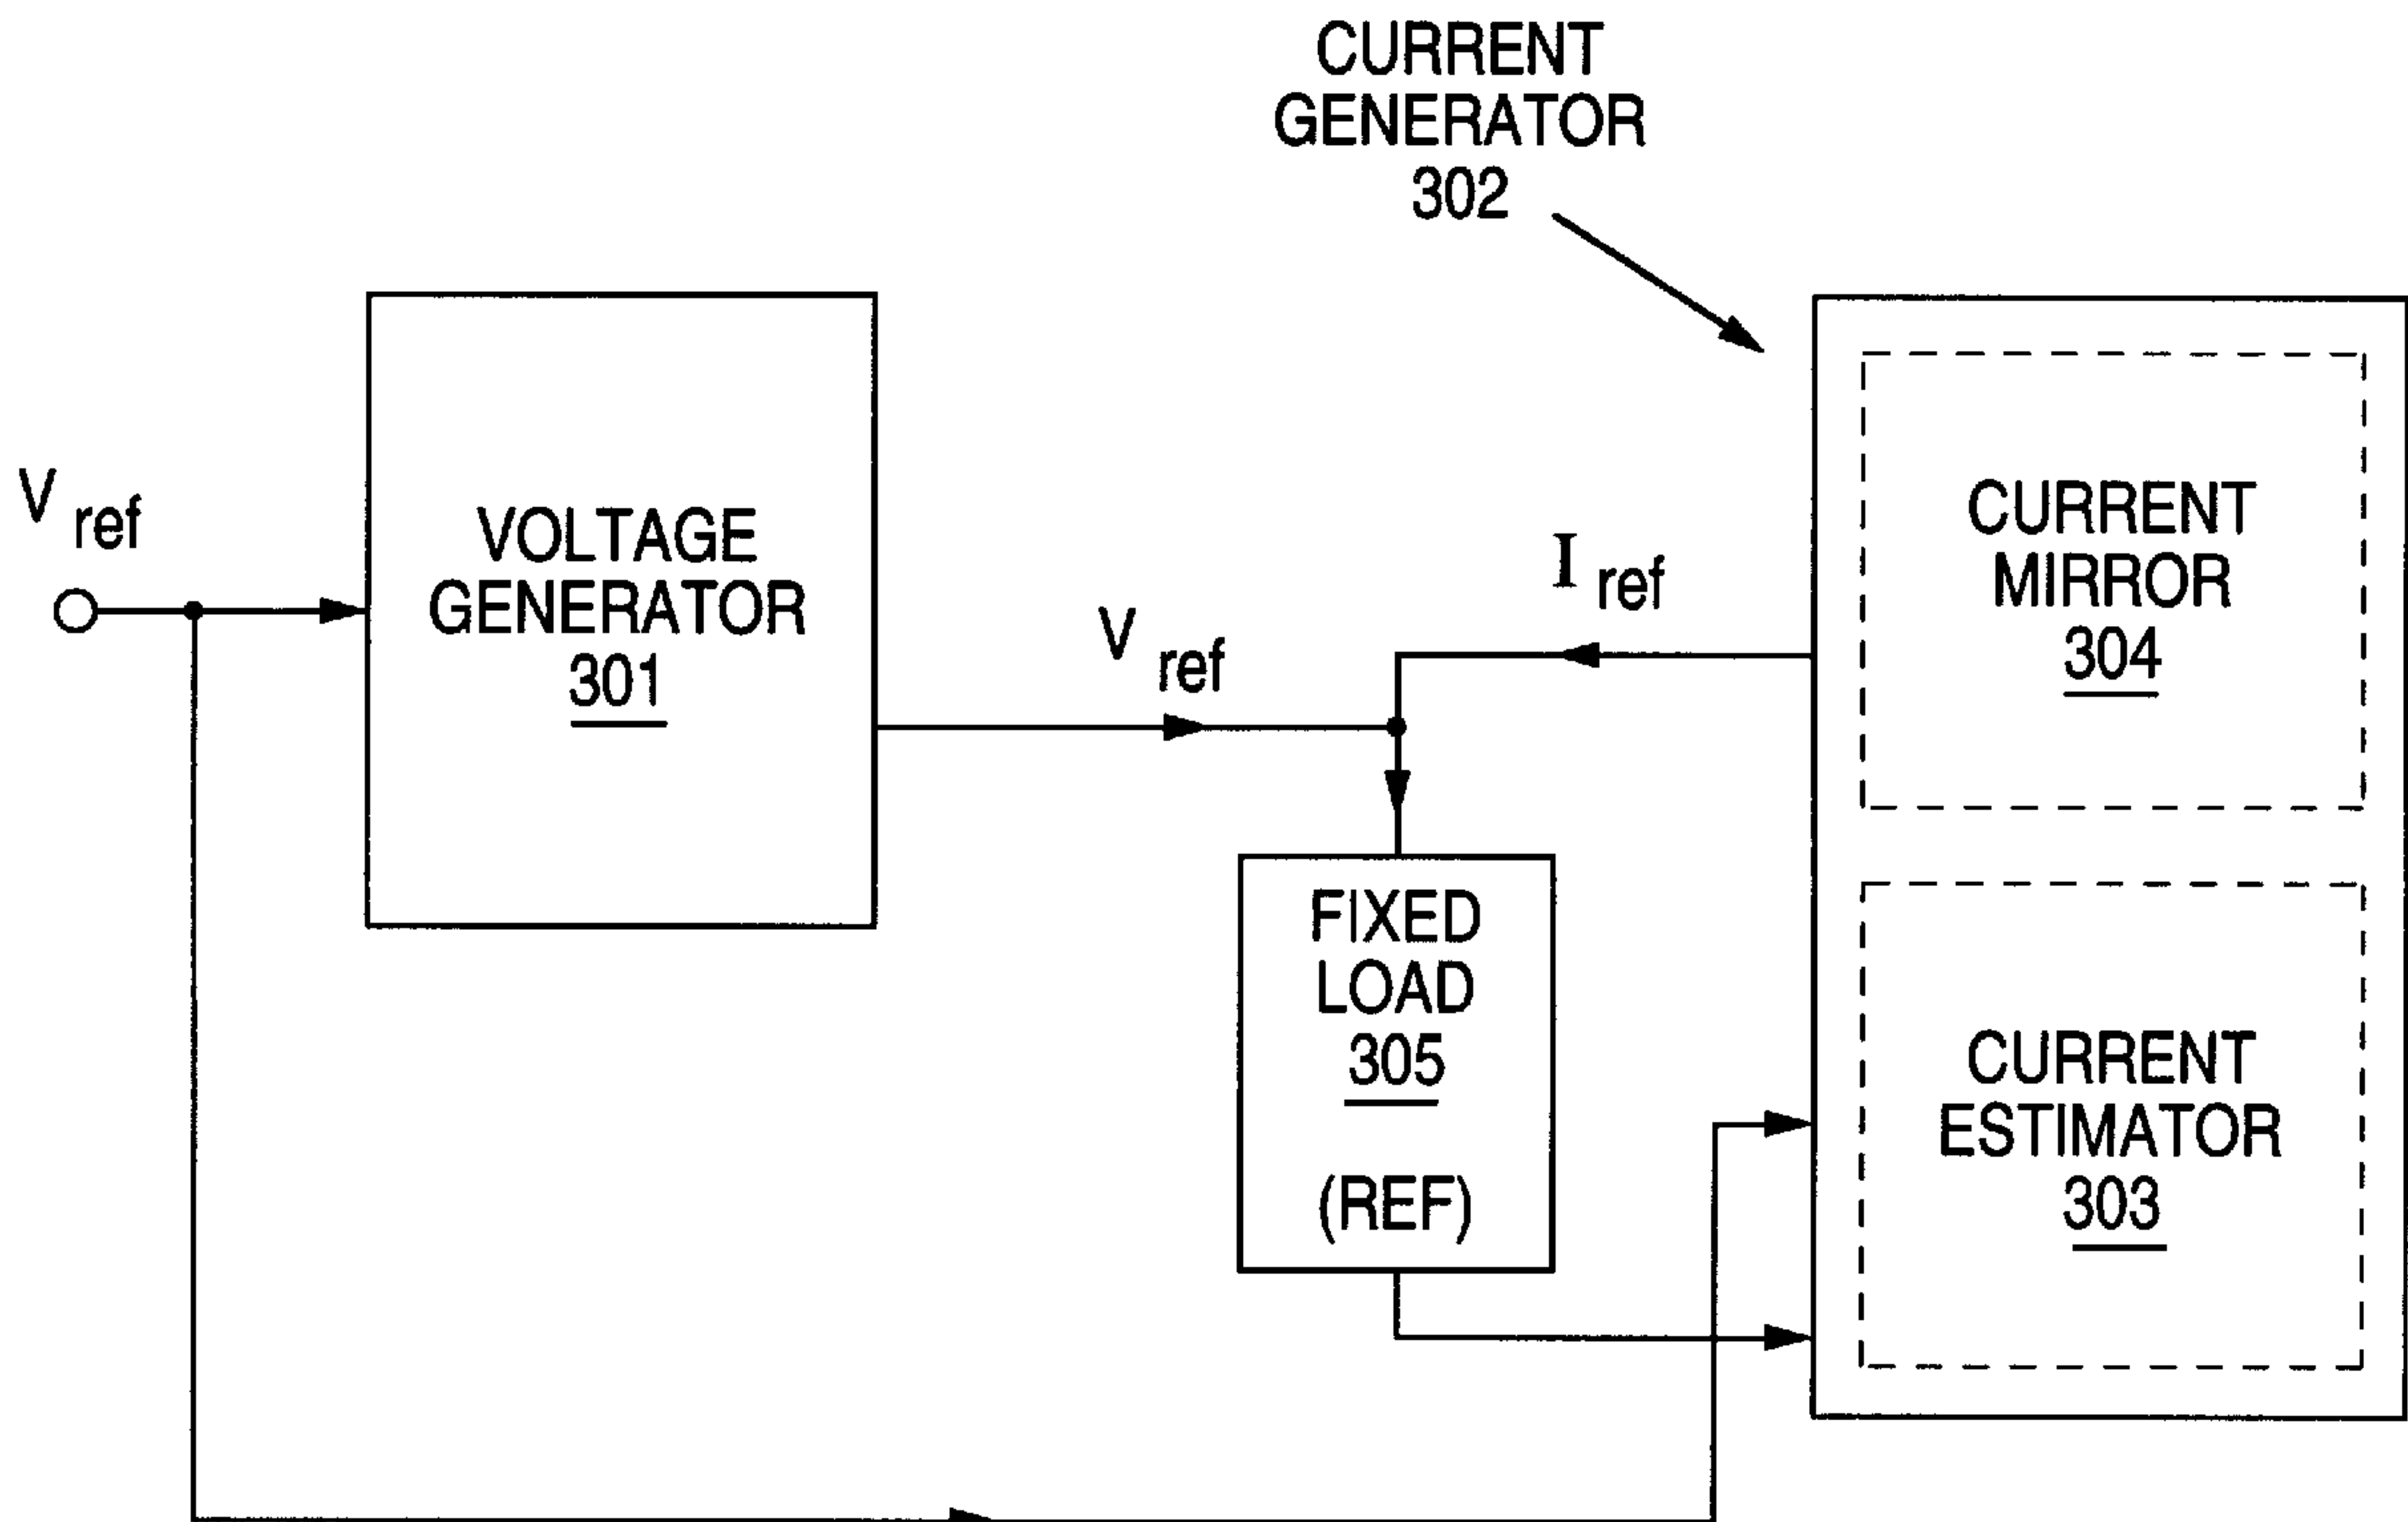 CURRENT
GENERATOR
302
V ref
VOLTAGE
GENERATOR
301
V ref
I ref
CURRENT
MIRROR
304
FIXED
LOAD
305
(REF)
CURRENT
ESTIMATOR
303